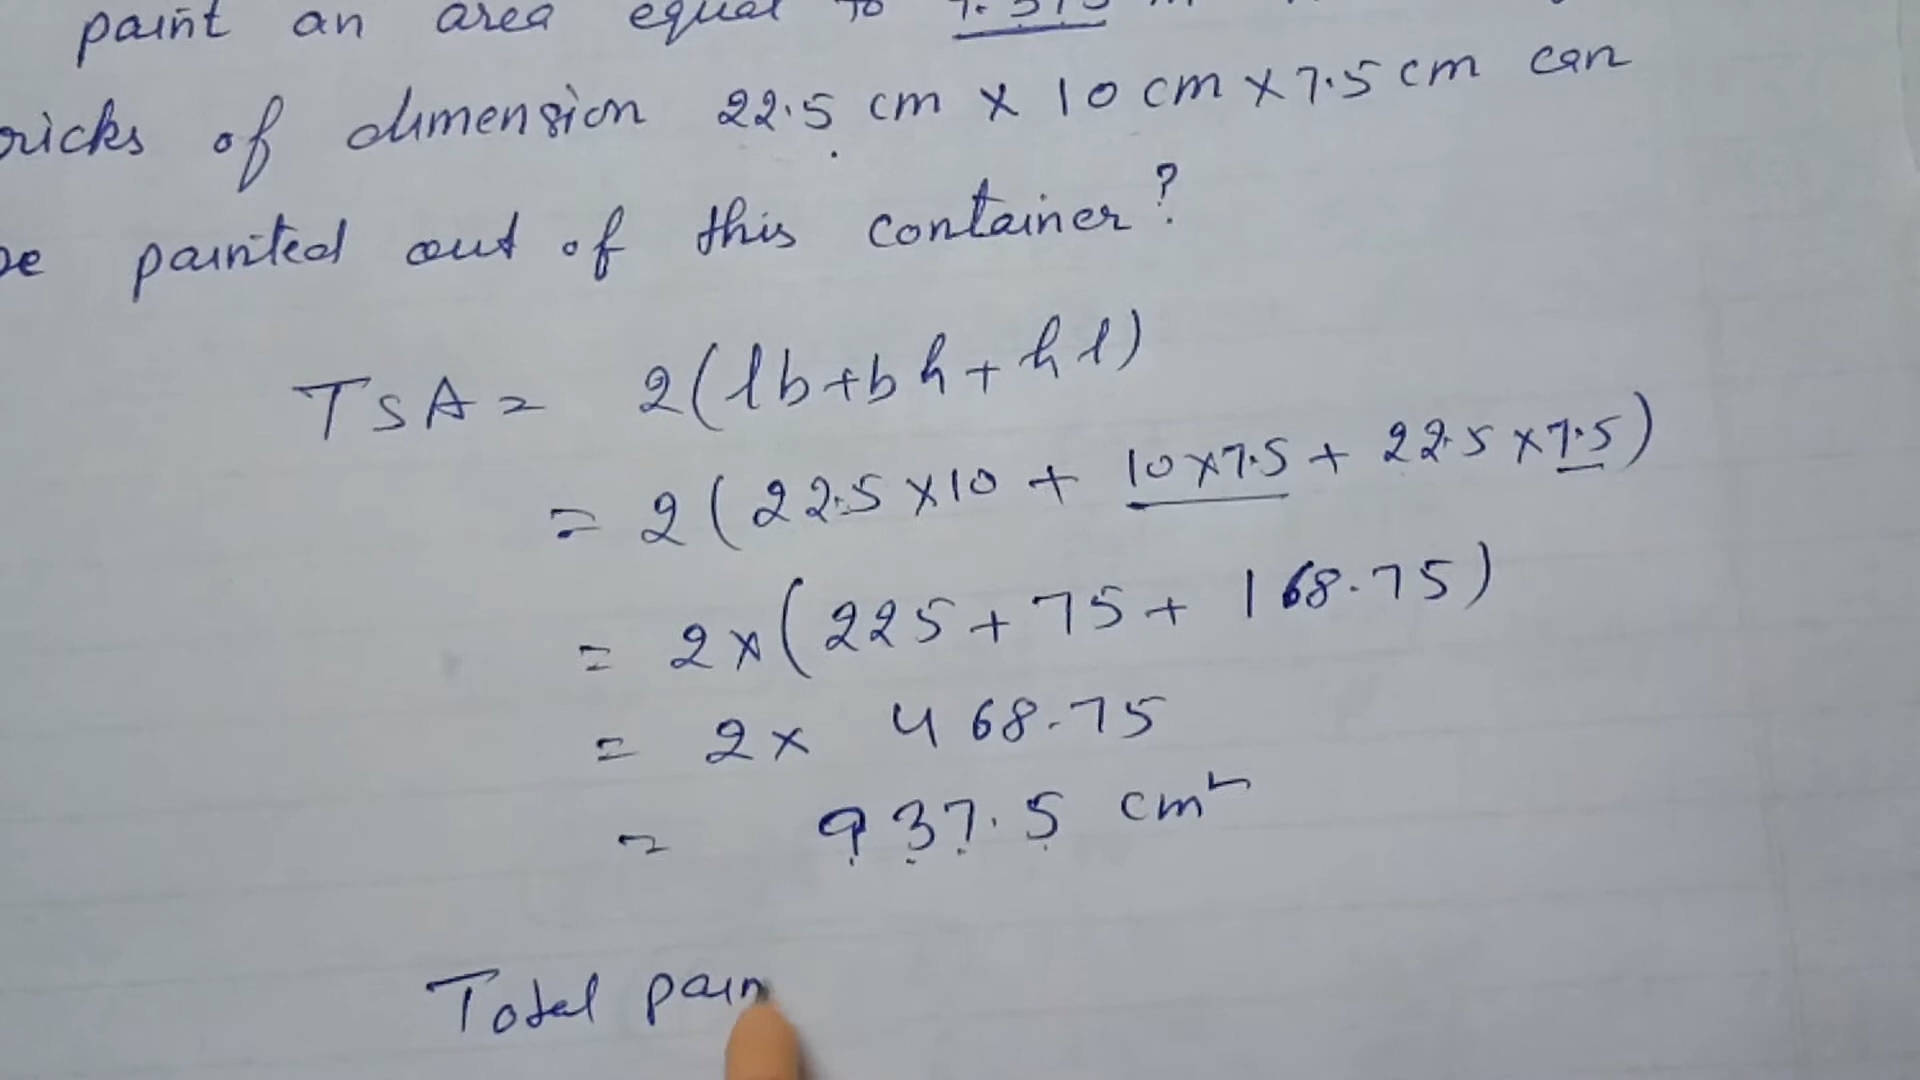 paint an area equal to
of dimension 22.5 cm x 10 cm x 7.5 cm can
painted out of this container?
TSA = 2(lb+bh+hl)
= 2(22.5x10 + 10x7.5 + 22.5x7.5)
= 2x(225+75+ 168.75)
= 2x 468.75
= 937.5 cm²
Total pain